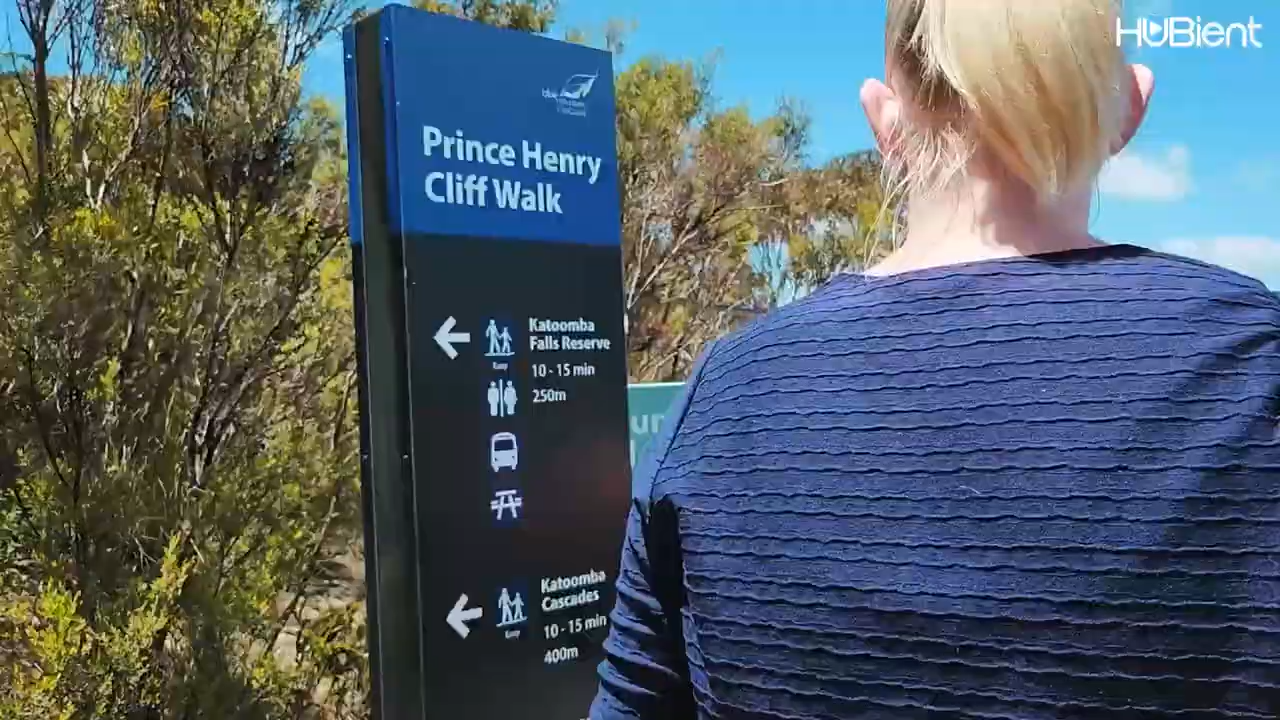 HUBient
blue
Prince Henry
Cliff Walk
Katoomba
Falls Reserve
Easy
10 - 15 min
250m
Katoomba
Cascades
Easy
10 - 15 min
400m